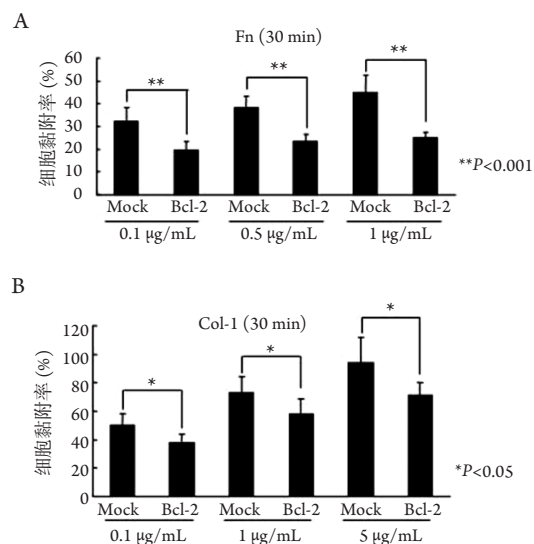 A
Fn (30 min)
细胞黏附率 (%)
60
50
40
30
20
10
0
** ** **
Mock Bcl-2 Mock Bcl-2 Mock Bcl-2
0.1 μg/mL 0.5 μg/mL 1 μg/mL
**P<0.001
B
Col-1 (30 min)
细胞黏附率 (%)
120
100
80
60
40
20
0
* * *
Mock Bcl-2 Mock Bcl-2 Mock Bcl-2
0.1 μg/mL 1 μg/mL 5 μg/mL
*P<0.05